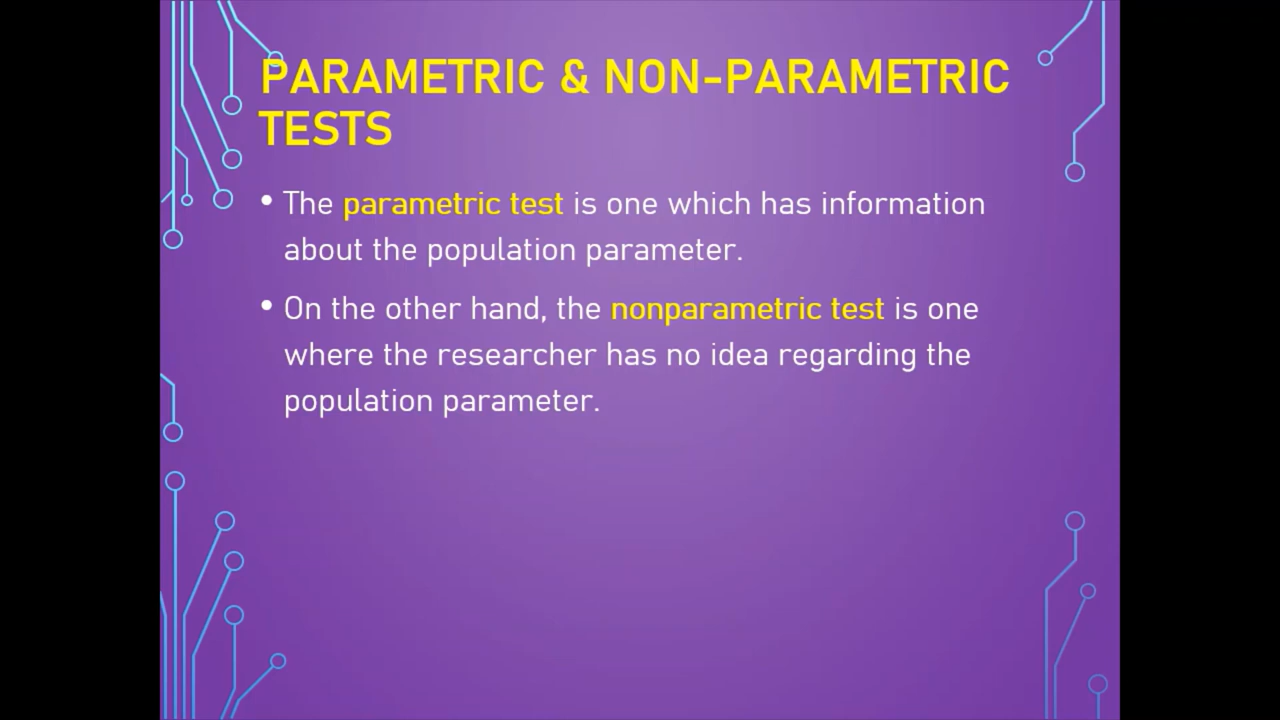 PARAMETRIC & NON-PARAMETRIC
TESTS
• The parametric test is one which has information
about the population parameter.
• On the other hand, the nonparametric test is one
where the researcher has no idea regarding the
population parameter.